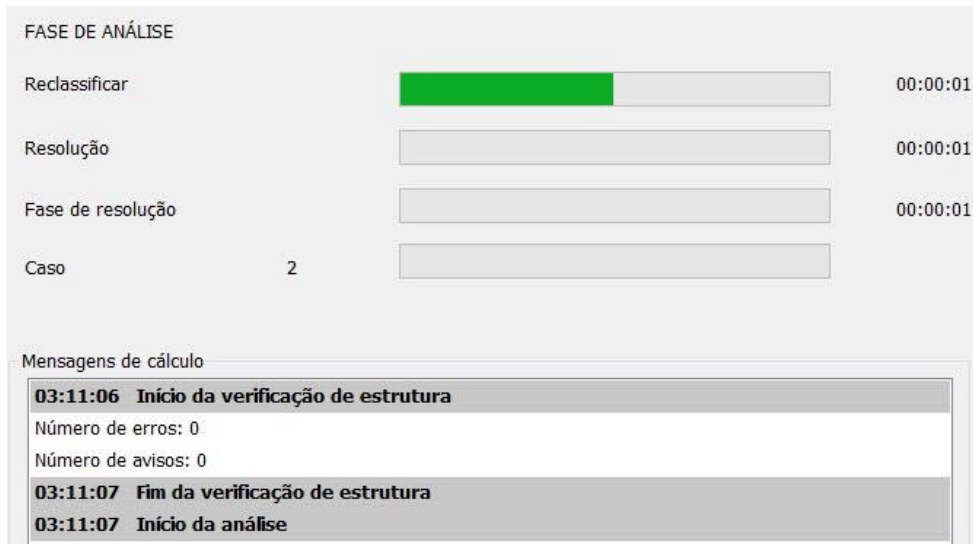 FASE DE ANÁLISE
Reclassificar 00:00:01
Resolução 00:00:01
Fase de resolução 00:00:01
Caso 2
Mensagens de cálculo
03:11:06 Início da verificação de estrutura
Número de erros: 0
Número de avisos: 0
03:11:07 Fim da verificação de estrutura
03:11:07 Início da análise